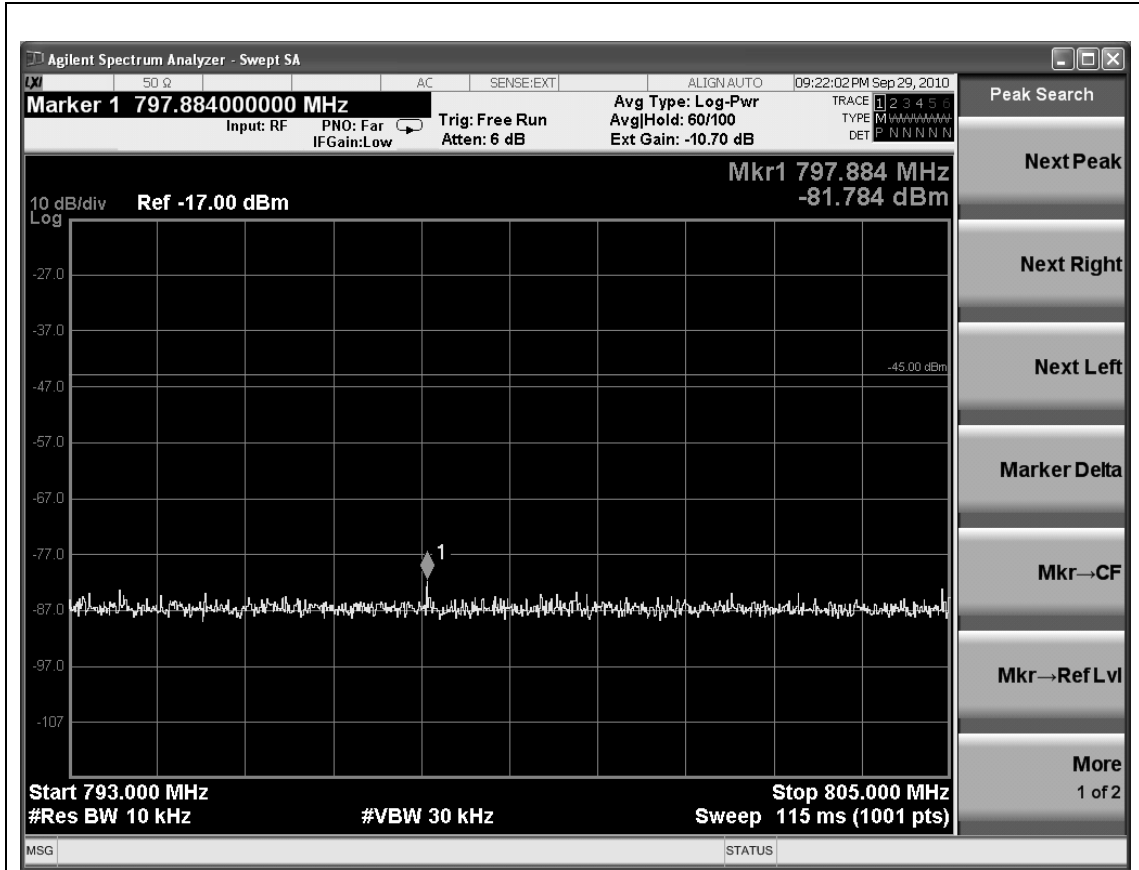 Agilent Spectrum Analyzer - Swept SA
LXI 50 Ω AC SENSE:EXT ALIGN AUTO 09:22:02 PM Sep 29, 2010
Marker 1 797.884000000 MHz
Input: RF PNO: Far Trig: Free Run Avg Type: Log-Pwr TRACE 1 2 3 4 5 6
IFGain:Low Atten: 6 dB Avg|Hold: 60/100 TYPE M WWWWW
Ext Gain: -10.70 dB DET P N N N N N
Peak Search
Next Peak
Next Right
Next Left
Marker Delta
Mkr→CF
Mkr→Ref Lvl
More
1 of 2
Mkr1 797.884 MHz
-81.784 dBm
10 dB/div Ref -17.00 dBm
Log
-27.0
-37.0
-45.00 dBm
-47.0
-57.0
-67.0
-77.0
1
-87.0
-97.0
-107
Start 793.000 MHz Stop 805.000 MHz
#Res BW 10 kHz #VBW 30 kHz Sweep 115 ms (1001 pts)
MSG STATUS